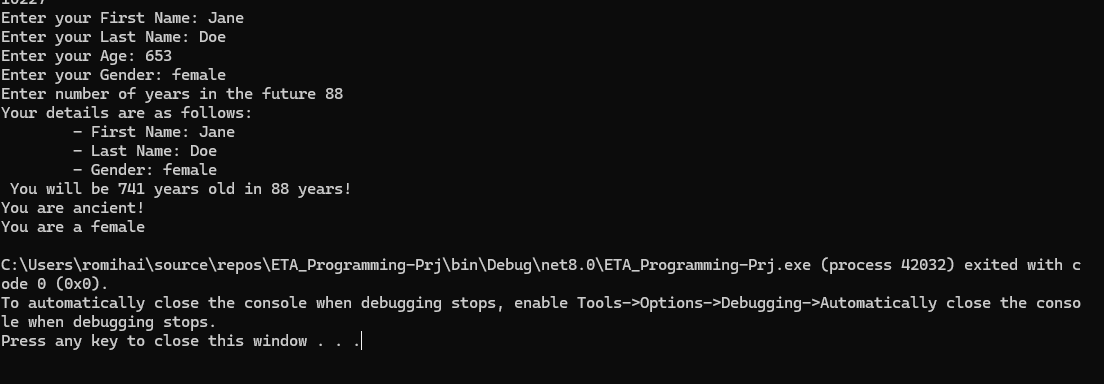 10227
Enter your First Name: Jane
Enter your Last Name: Doe
Enter your Age: 653
Enter your Gender: female
Enter number of years in the future 88
Your details are as follows:
        - First Name: Jane
        - Last Name: Doe
        - Gender: female
 You will be 741 years old in 88 years!
You are ancient!
You are a female

C:\Users\romihai\source\repos\ETA_Programming-Prj\bin\Debug\net8.0\ETA_Programming-Prj.exe (process 42032) exited with c
ode 0 (0x0).
To automatically close the console when debugging stops, enable Tools->Options->Debugging->Automatically close the conso
le when debugging stops.
Press any key to close this window . . .